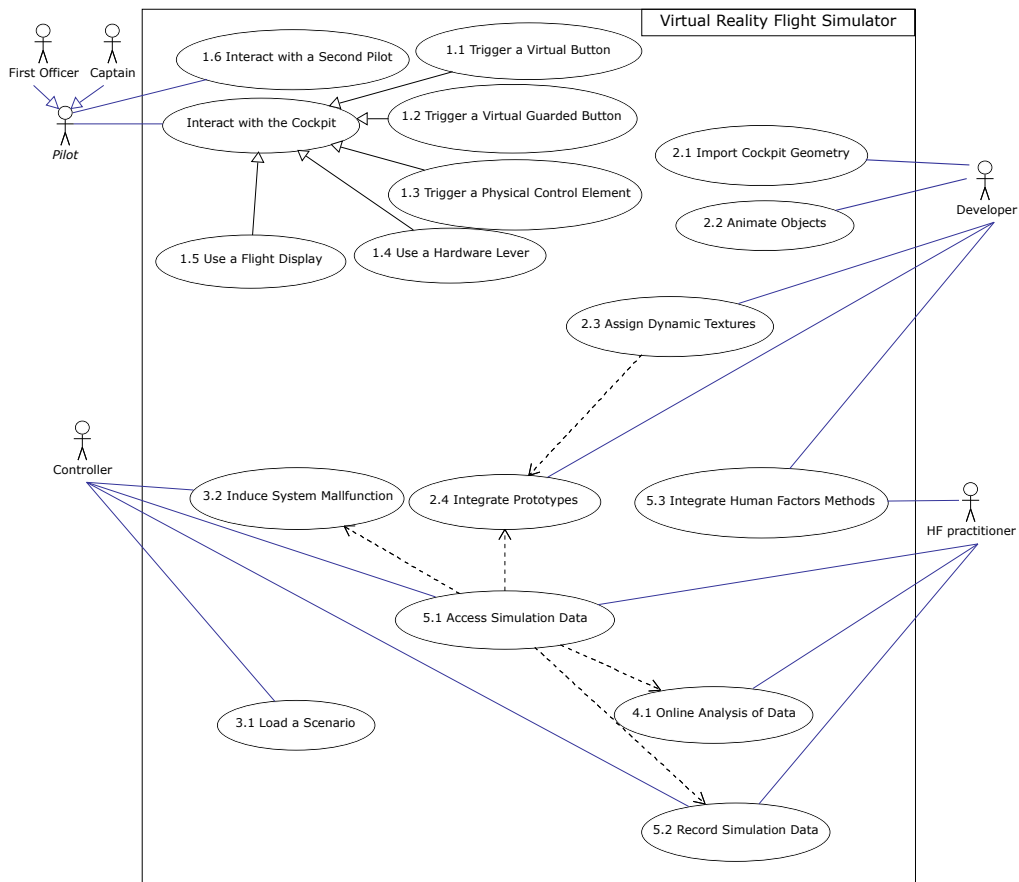 Virtual Reality Flight Simulator
First Officer
Captain
Pilot
1.6 Interact with a Second Pilot
1.1 Trigger a Virtual Button
Interact with the Cockpit
1.2 Trigger a Virtual Guarded Button
1.3 Trigger a Physical Control Element
1.4 Use a Hardware Lever
1.5 Use a Flight Display
2.1 Import Cockpit Geometry
Developer
2.2 Animate Objects
2.3 Assign Dynamic Textures
Controller
3.2 Induce System Mallfunction
2.4 Integrate Prototypes
5.3 Integrate Human Factors Methods
HF practitioner
5.1 Access Simulation Data
3.1 Load a Scenario
4.1 Online Analysis of Data
5.2 Record Simulation Data